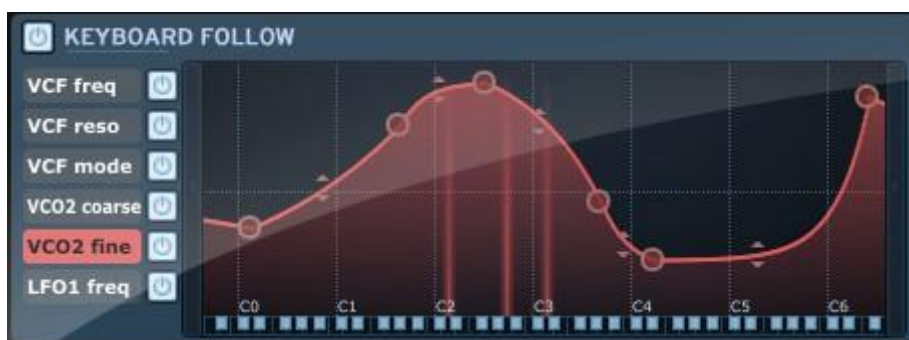 KEYBOARD FOLLOW
VCF freq
VCF reso
VCF mode
VCO2 coarse
VCO2 fine
LFO1 freq
C0 C1 C2 C3 C4 C5 C6